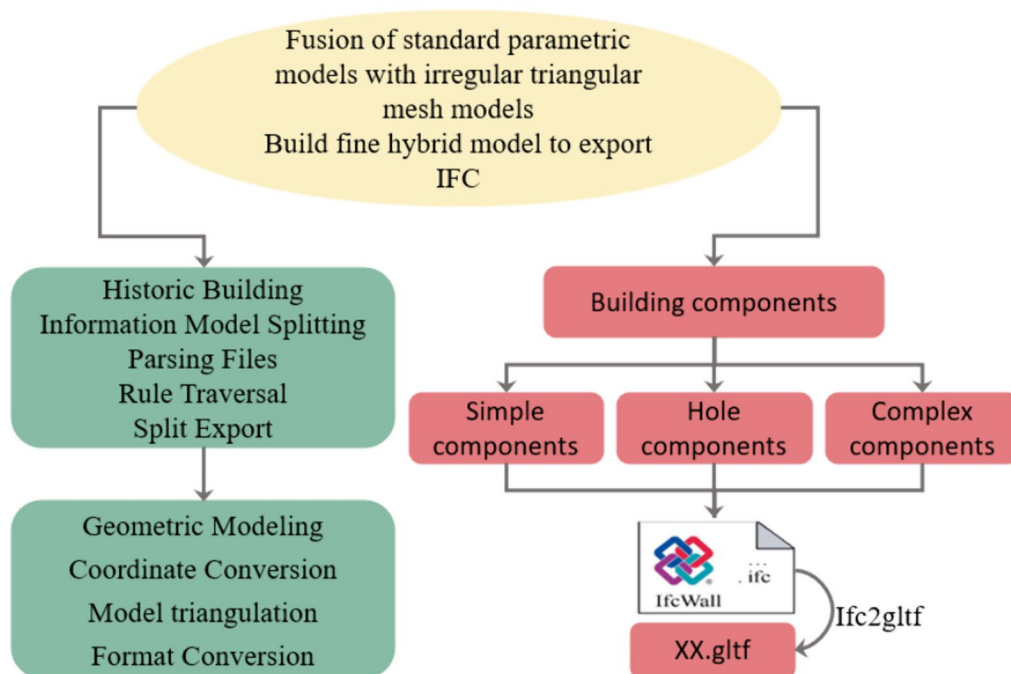 Fusion of standard parametric
models with irregular triangular
mesh models
Build fine hybrid model to export
IFC
Historic Building
Information Model Splitting
Parsing Files
Rule Traversal
Split Export
Geometric Modeling
Coordinate Conversion
Model triangulation
Format Conversion
Building components
Simple
components
Hole
components
Complex
components
...
. ifc
IfcWall
Ifc2gltf
XX.gltf